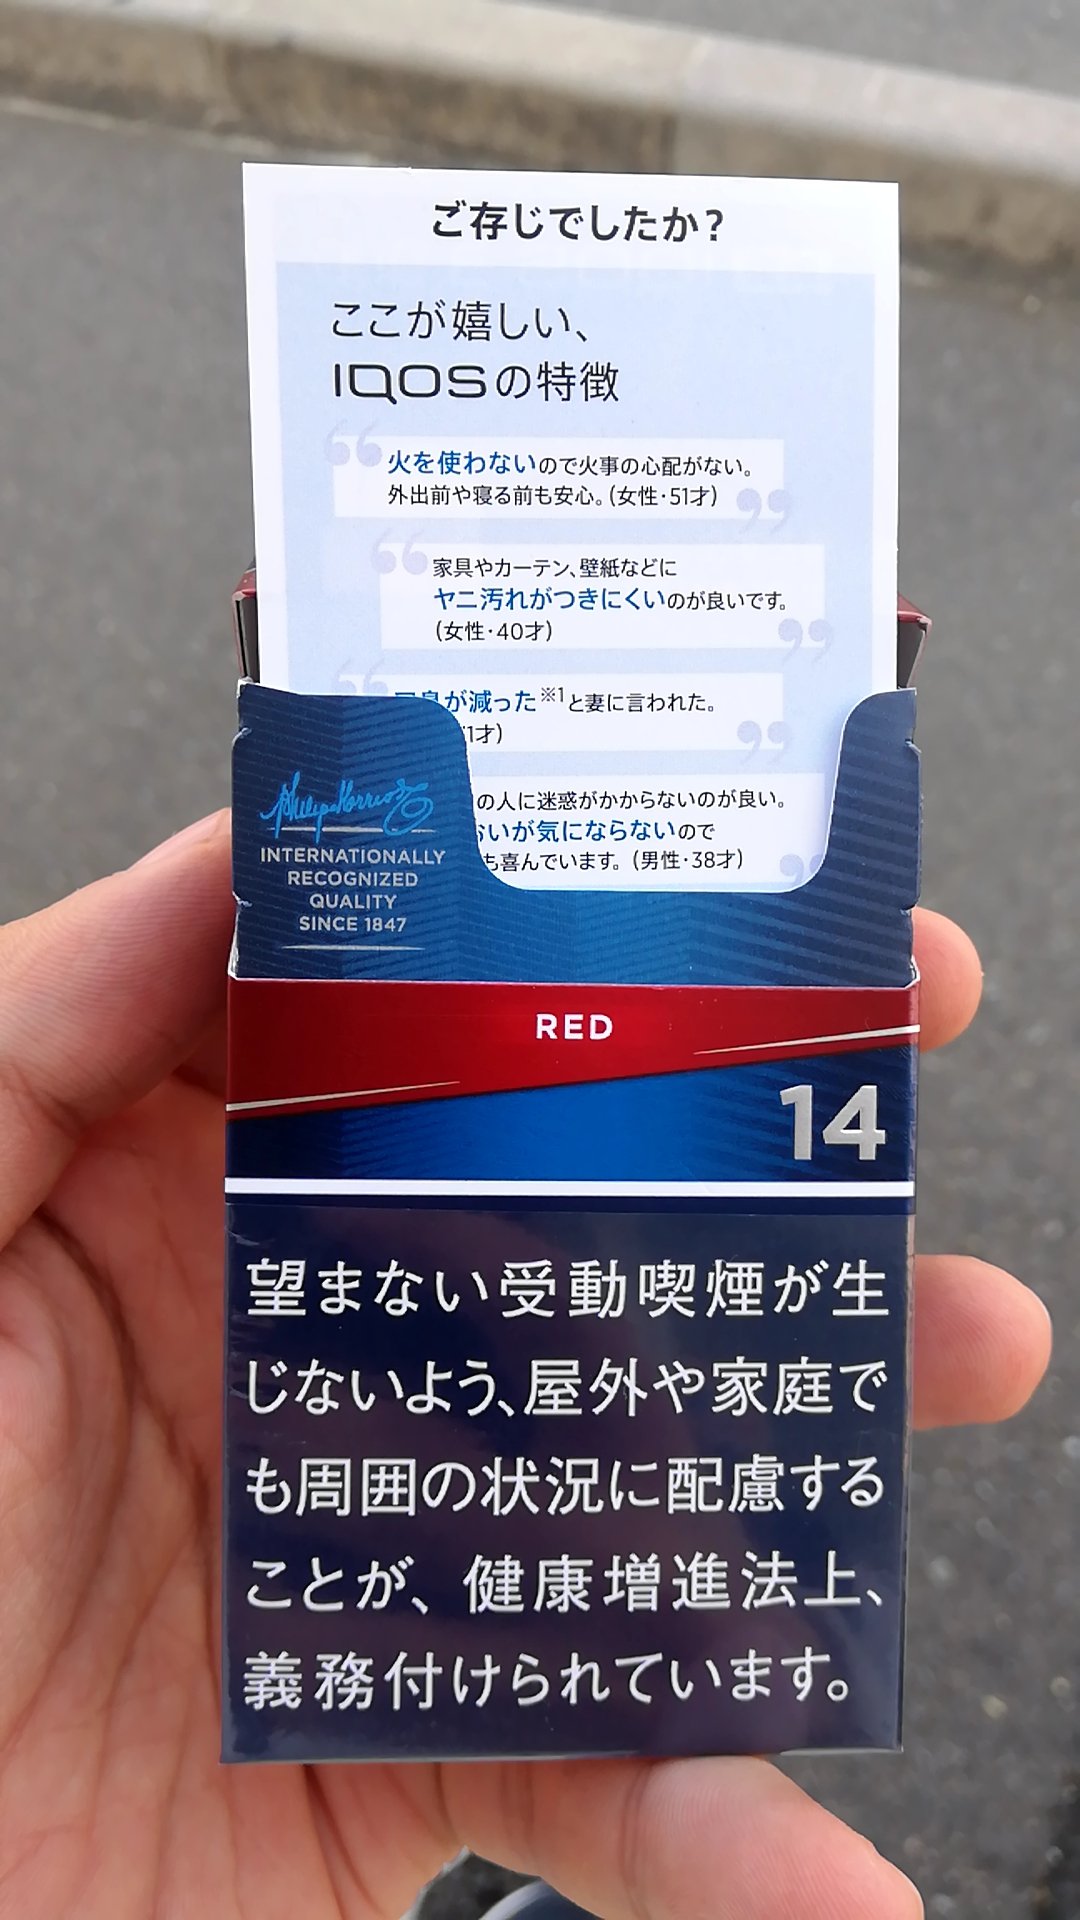 ご存じでしたか?
ここが嬉しい、
IQOSの特徴
火を使わないので火事の心配がない。
外出前や寝る前も安心。(女性・51才)
家具やカーテン、壁紙などに
ヤニ汚れがつきにくいのが良いです。
(女性・40才)
が減った※1と妻に言われた。
1才)
の人に迷惑がかからないのが良い。
おいが気にならないので
も喜んでいます。(男性・38才)
Philip Morris
INTERNATIONALLY
RECOGNIZED
QUALITY
SINCE 1847
RED
14
望まない受動喫煙が生
じないよう、屋外や家庭で
も周囲の状況に配慮する
ことが、健康増進法上、
義務付けられています。